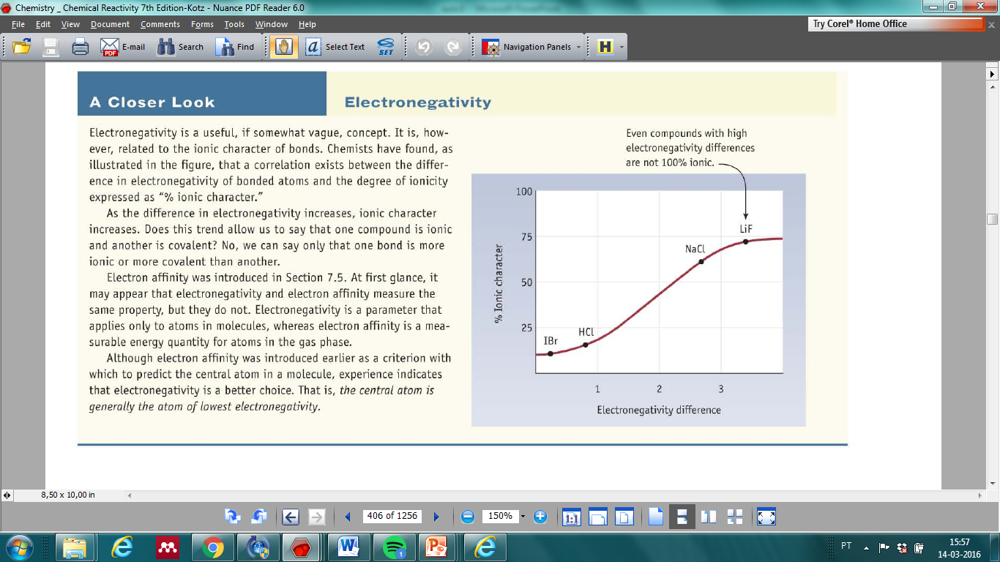 Chemistry _ Chemical Reactivity 7th Edition-Kotz - Nuance PDF Reader 6.0
File Edit View Document Comments Forms Tools Window Help
Try Corel® Home Office
E-mail Search Find Select Text Navigation Panels
A Closer Look
Electronegativity
Electronegativity is a useful, if somewhat vague, concept. It is, how-
ever, related to the ionic character of bonds. Chemists have found, as
illustrated in the figure, that a correlation exists between the differ-
ence in electronegativity of bonded atoms and the degree of ionicity
expressed as “% ionic character.”
As the difference in electronegativity increases, ionic character
increases. Does this trend allow us to say that one compound is ionic
and another is covalent? No, we can say only that one bond is more
ionic or more covalent than another.
Electron affinity was introduced in Section 7.5. At first glance, it
may appear that electronegativity and electron affinity measure the
same property, but they do not. Electronegativity is a parameter that
applies only to atoms in molecules, whereas electron affinity is a mea-
surable energy quantity for atoms in the gas phase.
Although electron affinity was introduced earlier as a criterion with
which to predict the central atom in a molecule, experience indicates
that electronegativity is a better choice. That is, the central atom is
generally the atom of lowest electronegativity.
Even compounds with high
electronegativity differences
are not 100% ionic.
100
75
50
25
% Ionic character
IBr
HCl
NaCl
LiF
1 2 3
Electronegativity difference
8,50 x 10,00 in
406 of 1256
150%
1:1
PT
15:57
14-03-2016